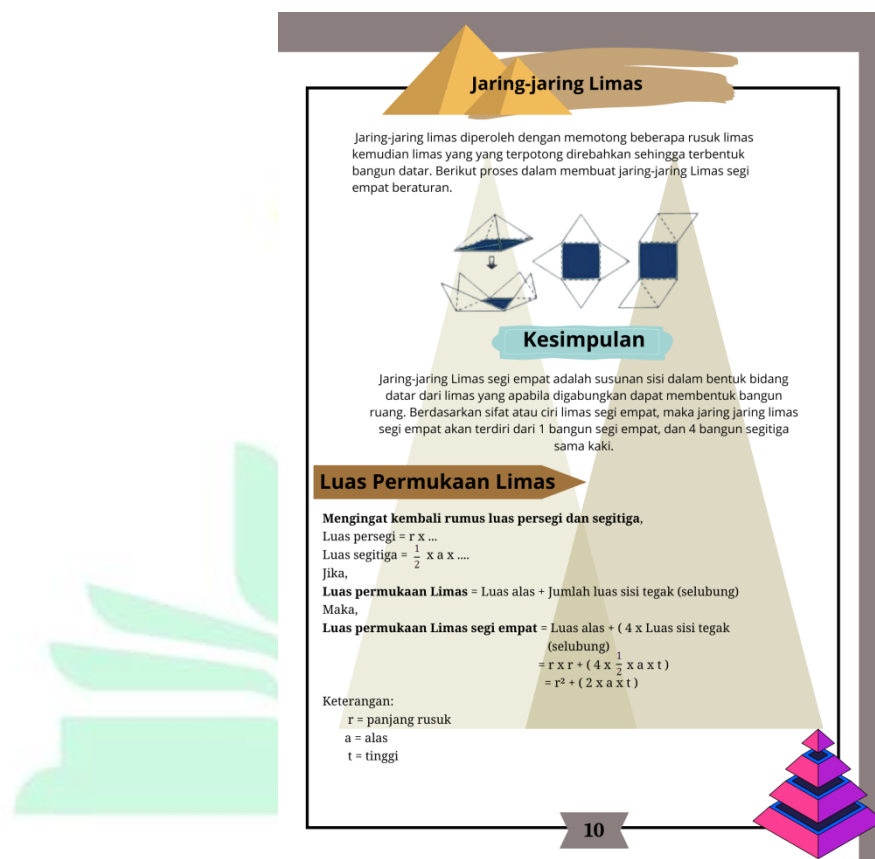 Jaring-jaring Limas
Jaring-jaring limas diperoleh dengan memotong beberapa rusuk limas
kemudian limas yang yang terpotong direbahkan sehingga terbentuk
bangun datar. Berikut proses dalam membuat jaring-jaring Limas segi
empat beraturan.
Kesimpulan
Jaring-jaring Limas segi empat adalah susunan sisi dalam bentuk bidang
datar dari limas yang apabila digabungkan dapat membentuk bangun
ruang. Berdasarkan sifat atau ciri limas segi empat, maka jaring jaring limas
segi empat akan terdiri dari 1 bangun segi empat, dan 4 bangun segitiga
sama kaki.
Luas Permukaan Limas
Mengingat kembali rumus luas persegi dan segitiga,
Luas persegi = r x ...
Luas segitiga = 1/2 x a x ....
Jika,
Luas permukaan Limas = Luas alas + Jumlah luas sisi tegak (selubung)
Maka,
Luas permukaan Limas segi empat = Luas alas + ( 4 x Luas sisi tegak
(selubung)
= r x r + ( 4 x 1/2 x a x t )
= r² + ( 2 x a x t )
Keterangan:
r = panjang rusuk
a = alas
t = tinggi
10